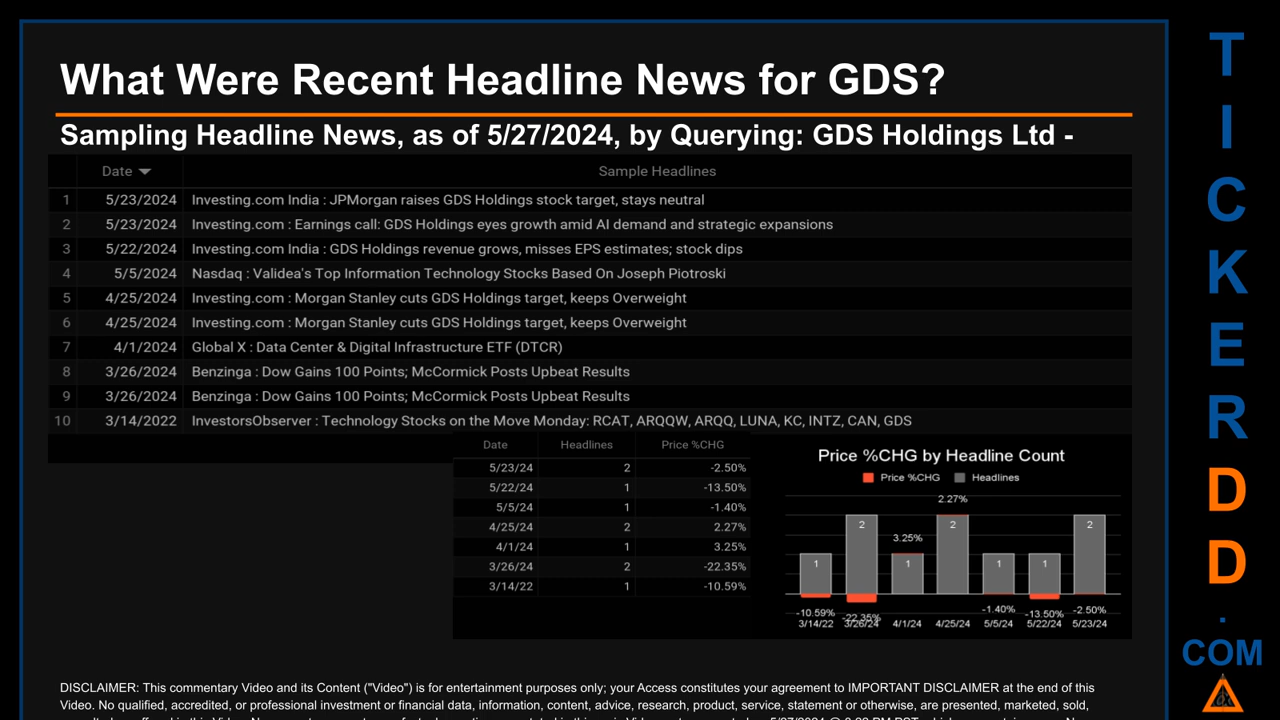 What Were Recent Headline News for GDS?
Sampling Headline News, as of 5/27/2024, by Querying: GDS Holdings Ltd -
Date Sample Headlines
1 5/23/2024 Investing.com India : JPMorgan raises GDS Holdings stock target, stays neutral
2 5/23/2024 Investing.com : Earnings call: GDS Holdings eyes growth amid AI demand and strategic expansions
3 5/22/2024 Investing.com India : GDS Holdings revenue grows, misses EPS estimates; stock dips
4 5/5/2024 Nasdaq : Validea's Top Information Technology Stocks Based On Joseph Piotroski
5 4/25/2024 Investing.com : Morgan Stanley cuts GDS Holdings target, keeps Overweight
6 4/25/2024 Investing.com : Morgan Stanley cuts GDS Holdings target, keeps Overweight
7 4/1/2024 Global X : Data Center & Digital Infrastructure ETF (DTCR)
8 3/26/2024 Benzinga : Dow Gains 100 Points; McCormick Posts Upbeat Results
9 3/26/2024 Benzinga : Dow Gains 100 Points; McCormick Posts Upbeat Results
10 3/14/2022 InvestorsObserver : Technology Stocks on the Move Monday: RCAT, ARQQW, ARQQ, LUNA, KC, INTZ, CAN, GDS
Date Headlines Price %CHG
5/23/24 2 -2.50%
5/22/24 1 -13.50%
5/5/24 1 -1.40%
4/25/24 2 2.27%
4/1/24 1 3.25%
3/26/24 2 -22.35%
3/14/22 1 -10.59%
Price %CHG by Headline Count
Price %CHG Headlines
2.27%
2 2 2
3.25%
1 1 1 1
-10.59% -22.35% -1.40% -13.50% -2.50%
3/14/22 3/26/24 4/1/24 4/25/24 5/5/24 5/22/24 5/23/24
DISCLAIMER: This commentary Video and its Content ("Video") is for entertainment purposes only; your Access constitutes your agreement to IMPORTANT DISCLAIMER at the end of this
Video. No qualified, accredited, or professional investment or financial data, information, content, advice, research, product, service, statement or otherwise, are presented, marketed, sold,
T
I
C
K
E
R
D
D
.
COM